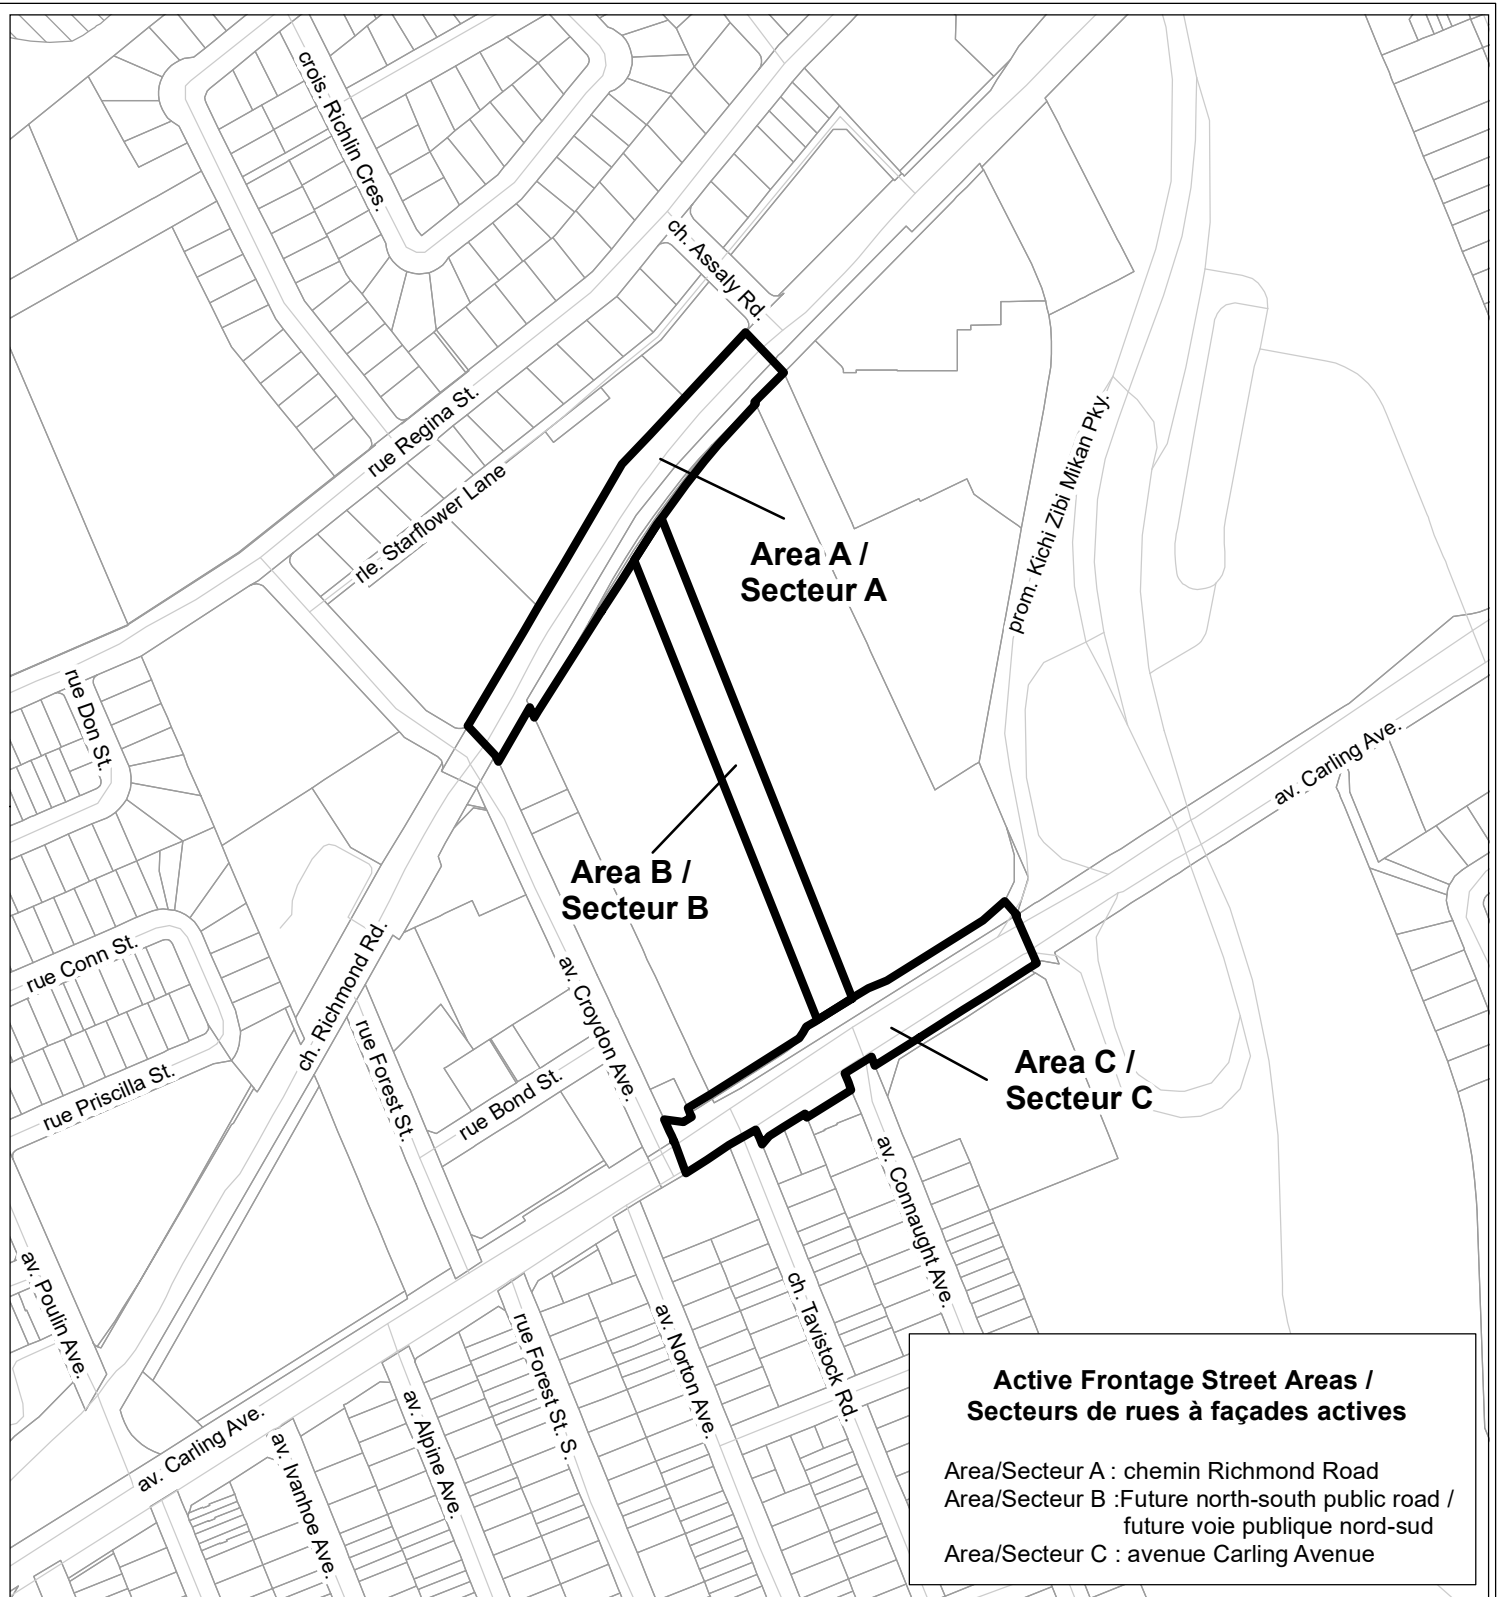 crois. Richlin Cres.
ch. Assaly Rd.
rue Regina St.
rle. Starflower Lane
prom. Kichi Zibi Mikan Pky.
Area A /
Secteur A
rue Don St.
av. Carling Ave.
Area B /
Secteur B
rue Conn St.
ch. Richmond Rd.
av. Croydon Ave.
rue Forest St.
rue Bond St.
rue Priscilla St.
Area C /
Secteur C
av. Connaught Ave.
av. Poulin Ave.
rue Forest St. S.
av. Norton Ave.
ch. Tavistock Rd.
av. Alpine Ave.
av. Carling Ave.
av. Ivanhoe Ave.
Active Frontage Street Areas /
Secteurs de rues à façades actives
Area/Secteur A : chemin Richmond Road
Area/Secteur B :Future north-south public road /
future voie publique nord-sud
Area/Secteur C : avenue Carling Avenue